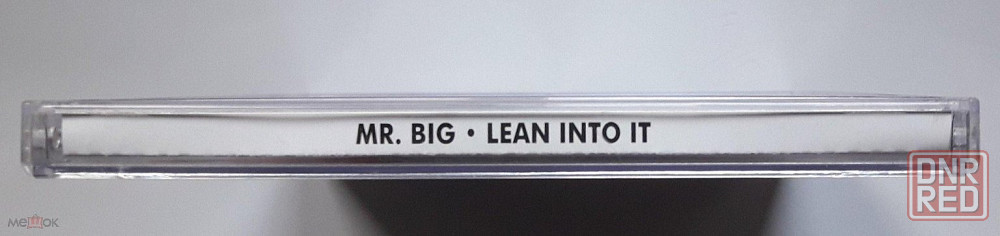 MR. BIG • LEAN INTO IT
DNR
RED
мешок